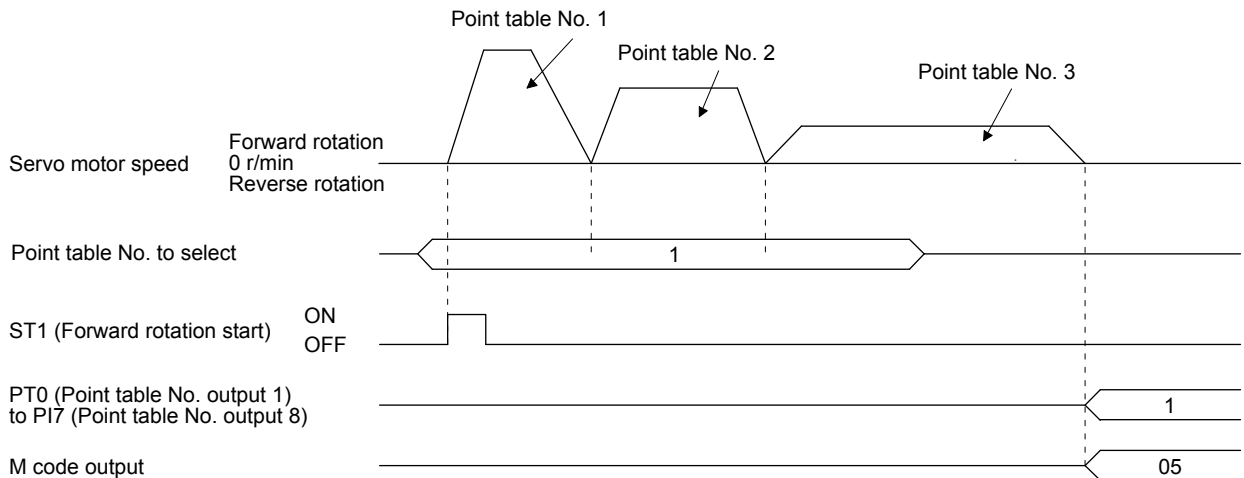 Point table No. 1
Point table No. 2
Point table No. 3
Forward rotation
Servo motor speed 0 r/min
Reverse rotation
Point table No. to select 1
ON
ST1 (Forward rotation start)
OFF
PT0 (Point table No. output 1)
to PI7 (Point table No. output 8) 1
M code output 05